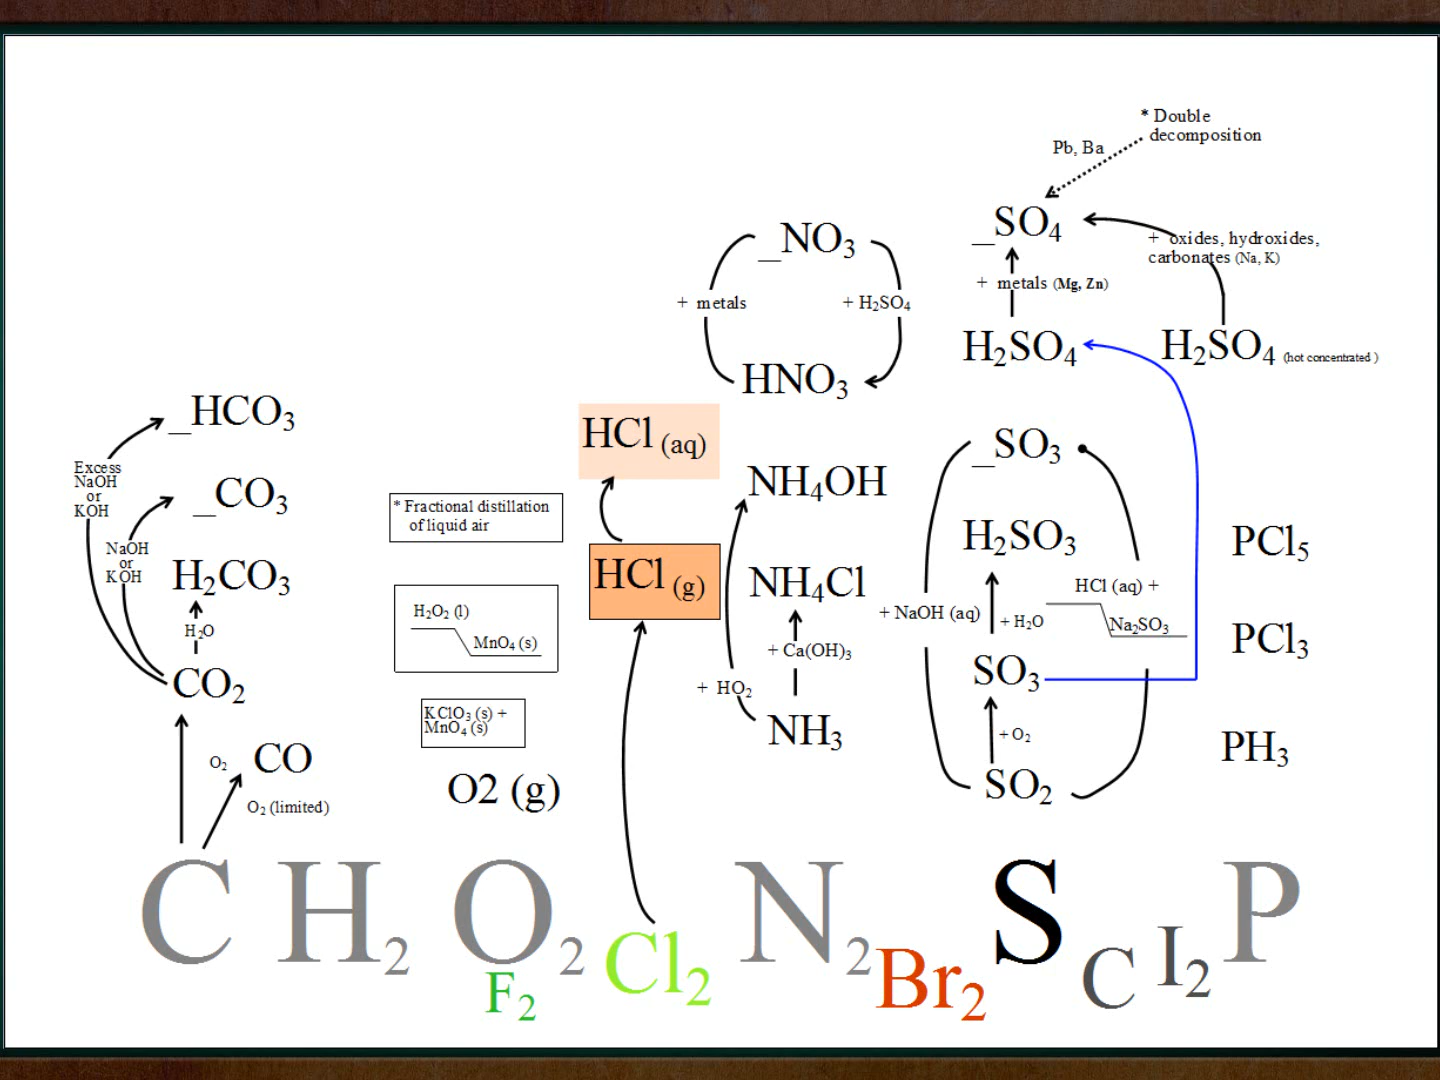 * Double
decomposition
Pb, Ba
_SO4
+ oxides, hydroxides,
carbonates (Na, K)
+ metals (Mg, Zn)
H2SO4
H2SO4 (hot concentrated )
_NO3
+ metals
+ H2SO4
HNO3
_HCO3
Excess
NaOH
or
KOH
_CO3
NaOH
or
KOH
H2CO3
H2O
CO2
O2
CO
O2 (limited)
* Fractional distillation
of liquid air
H2O2 (l)
MnO4 (s)
KClO3 (s) +
MnO4 (s)
O2 (g)
HCl (aq)
HCl (g)
NH4OH
NH4Cl
+ Ca(OH)3
+ HO2
NH3
_SO3
H2SO3
+ NaOH (aq)
+ H2O
HCl (aq) +
Na2SO3
SO3
+ O2
SO2
PCl5
PCl3
PH3
C H2 O2 N2 S P
F2 Cl2 Br2 C I2